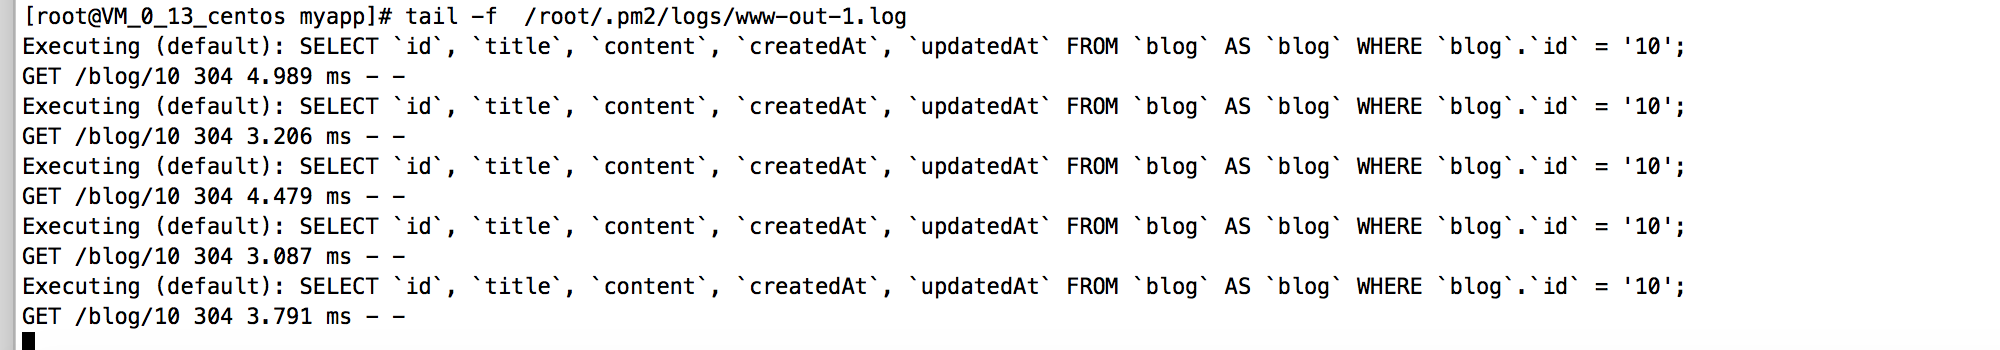 [root@VM_0_13_centos myapp]# tail -f  /root/.pm2/logs/www-out-1.log
Executing (default): SELECT `id`, `title`, `content`, `createdAt`, `updatedAt` FROM `blog` AS `blog` WHERE `blog`.`id` = '10';
GET /blog/10 304 4.989 ms - -
Executing (default): SELECT `id`, `title`, `content`, `createdAt`, `updatedAt` FROM `blog` AS `blog` WHERE `blog`.`id` = '10';
GET /blog/10 304 3.206 ms - -
Executing (default): SELECT `id`, `title`, `content`, `createdAt`, `updatedAt` FROM `blog` AS `blog` WHERE `blog`.`id` = '10';
GET /blog/10 304 4.479 ms - -
Executing (default): SELECT `id`, `title`, `content`, `createdAt`, `updatedAt` FROM `blog` AS `blog` WHERE `blog`.`id` = '10';
GET /blog/10 304 3.087 ms - -
Executing (default): SELECT `id`, `title`, `content`, `createdAt`, `updatedAt` FROM `blog` AS `blog` WHERE `blog`.`id` = '10';
GET /blog/10 304 3.791 ms - -